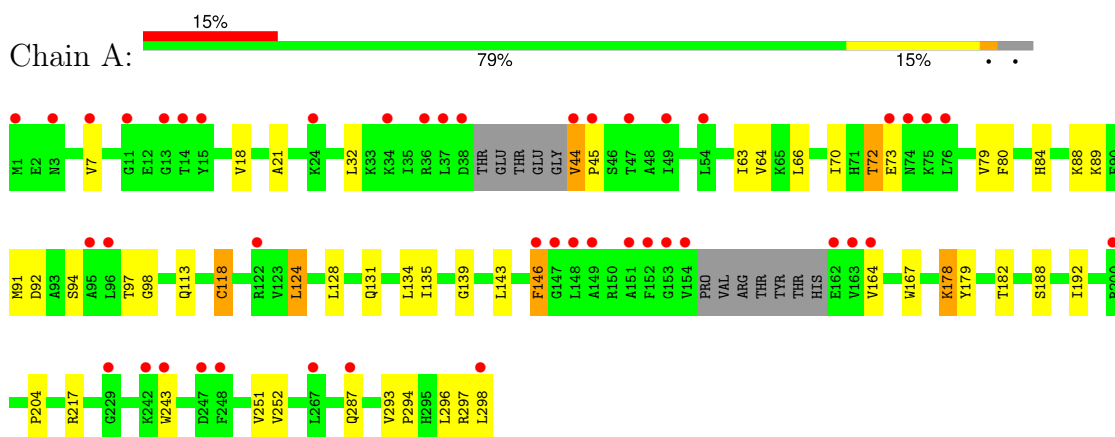 15%
Chain A:
79% 15% • •
M1 E2 N3 V7 G11 E12 G13 T14 Y15 V18 A21 K24 L32 K33 K34 I35 R36 L37 D38 THR GLU THR GLU GLY V44 P45 S46 T47 A48 I49 L54 I63 V64 K65 L66 I70 H71 T72 E73 N74 K75 L76 V79 F80 H84 K88 K89
M91 D92 A93 S94 A95 L96 T97 G98 Q113 C118 R122 V123 L124 L128 Q131 L134 I135 G139 L143 F146 G147 L148 A149 R150 A151 F152 G153 V154 PRO VAL ARG THR TYR THR HIS E162 V163 V164 W167 K178 Y179 T182 S188 I192
P204 R217 G229 K242 W243 D247 F248 V251 V252 L267 Q287 V293 P294 H295 L296 R297 L298